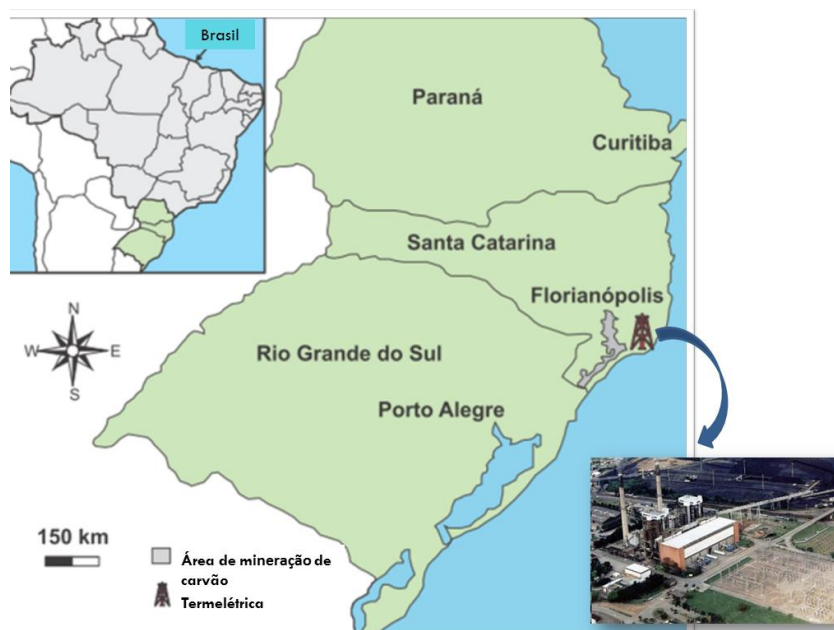 Brasil
Paraná
Curitiba
Santa Catarina
Florianópolis
N
W
E
S
Rio Grande do Sul
Porto Alegre
150 km
Área de mineração de
carvão
Termelétrica